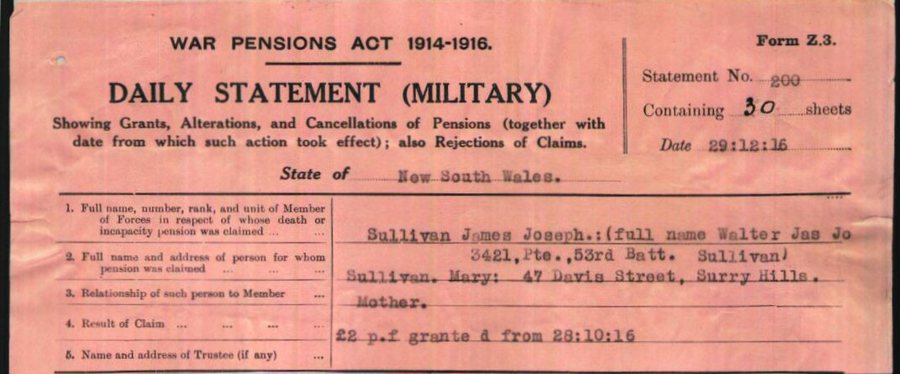 WAR PENSIONS ACT 1914-1916.
Form Z.3.
DAILY STATEMENT (MILITARY)
Showing Grants, Alterations, and Cancellations of Pensions (together with
date from which such action took effect); also Rejections of Claims.
Statement No. 200
Containing 30 sheets
Date 29:12:16
State of New South Wales.
1. Full name, number, rank, and unit of Member
of Forces in respect of whose death or
incapacity pension was claimed ... ...
Sullivan James Joseph.:(full name Walter Jas Jo
3421,Pte.,53rd Batt. Sullivan)
2. Full name and address of person for whom
pension was claimed ... ... ...
Sullivan. Mary: 47 Davis Street, Surry Hills.
3. Relationship of such person to Member ...
Mother.
4. Result of Claim ... ... ... ...
£2 p.f grante d from 28:10:16
5. Name and address of Trustee (if any) ...